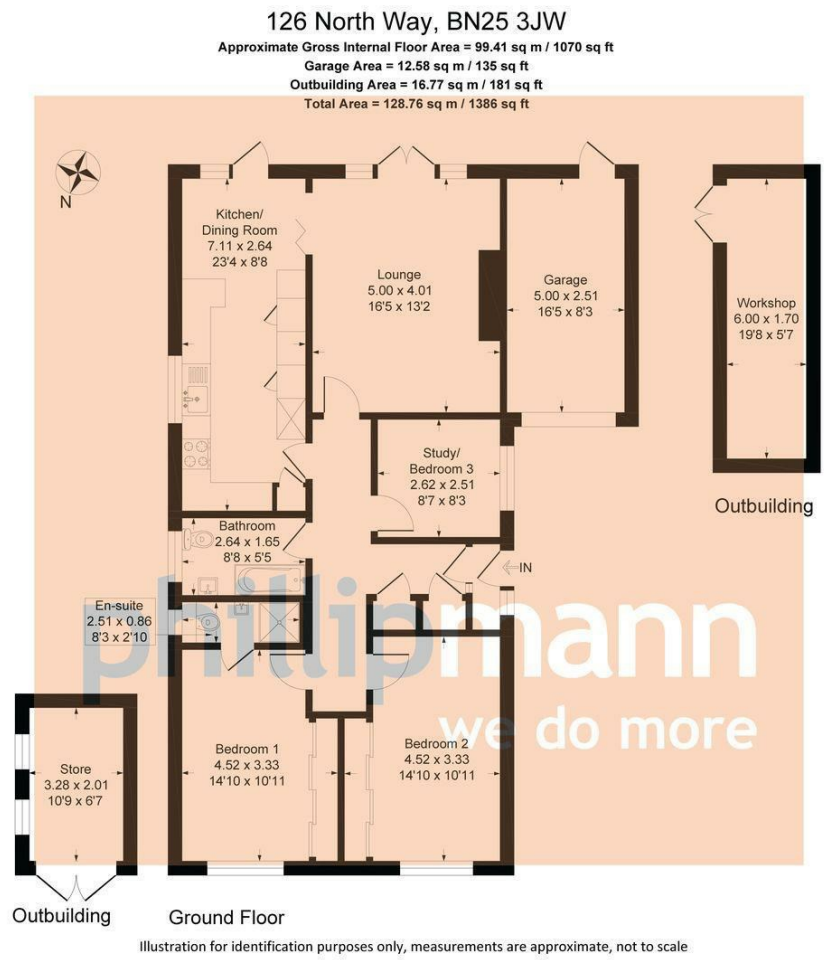 126 North Way, BN25 3JW
Approximate Gross Internal Floor Area = 99.41 sq m / 1070 sq ft
Garage Area = 12.58 sq m / 135 sq ft
Outbuilding Area = 16.77 sq m / 181 sq ft
Total Area = 128.76 sq m / 1386 sq ft
N
Kitchen/
Dining Room
7.11 x 2.64
23'4 x 8'8
Lounge
5.00 x 4.01
16'5 x 13'2
Garage
5.00 x 2.51
16'5 x 8'3
Workshop
6.00 x 1.70
19'8 x 5'7
Outbuilding
Study/
Bedroom 3
2.62 x 2.51
8'7 x 8'3
Bathroom
2.64 x 1.65
8'8 x 5'5
IN
En-suite
2.51 x 0.86
8'3 x 2'10
phillipmann
we do more
Bedroom 1
4.52 x 3.33
14'10 x 10'11
Bedroom 2
4.52 x 3.33
14'10 x 10'11
Store
3.28 x 2.01
10'9 x 6'7
Outbuilding
Ground Floor
Illustration for identification purposes only, measurements are approximate, not to scale